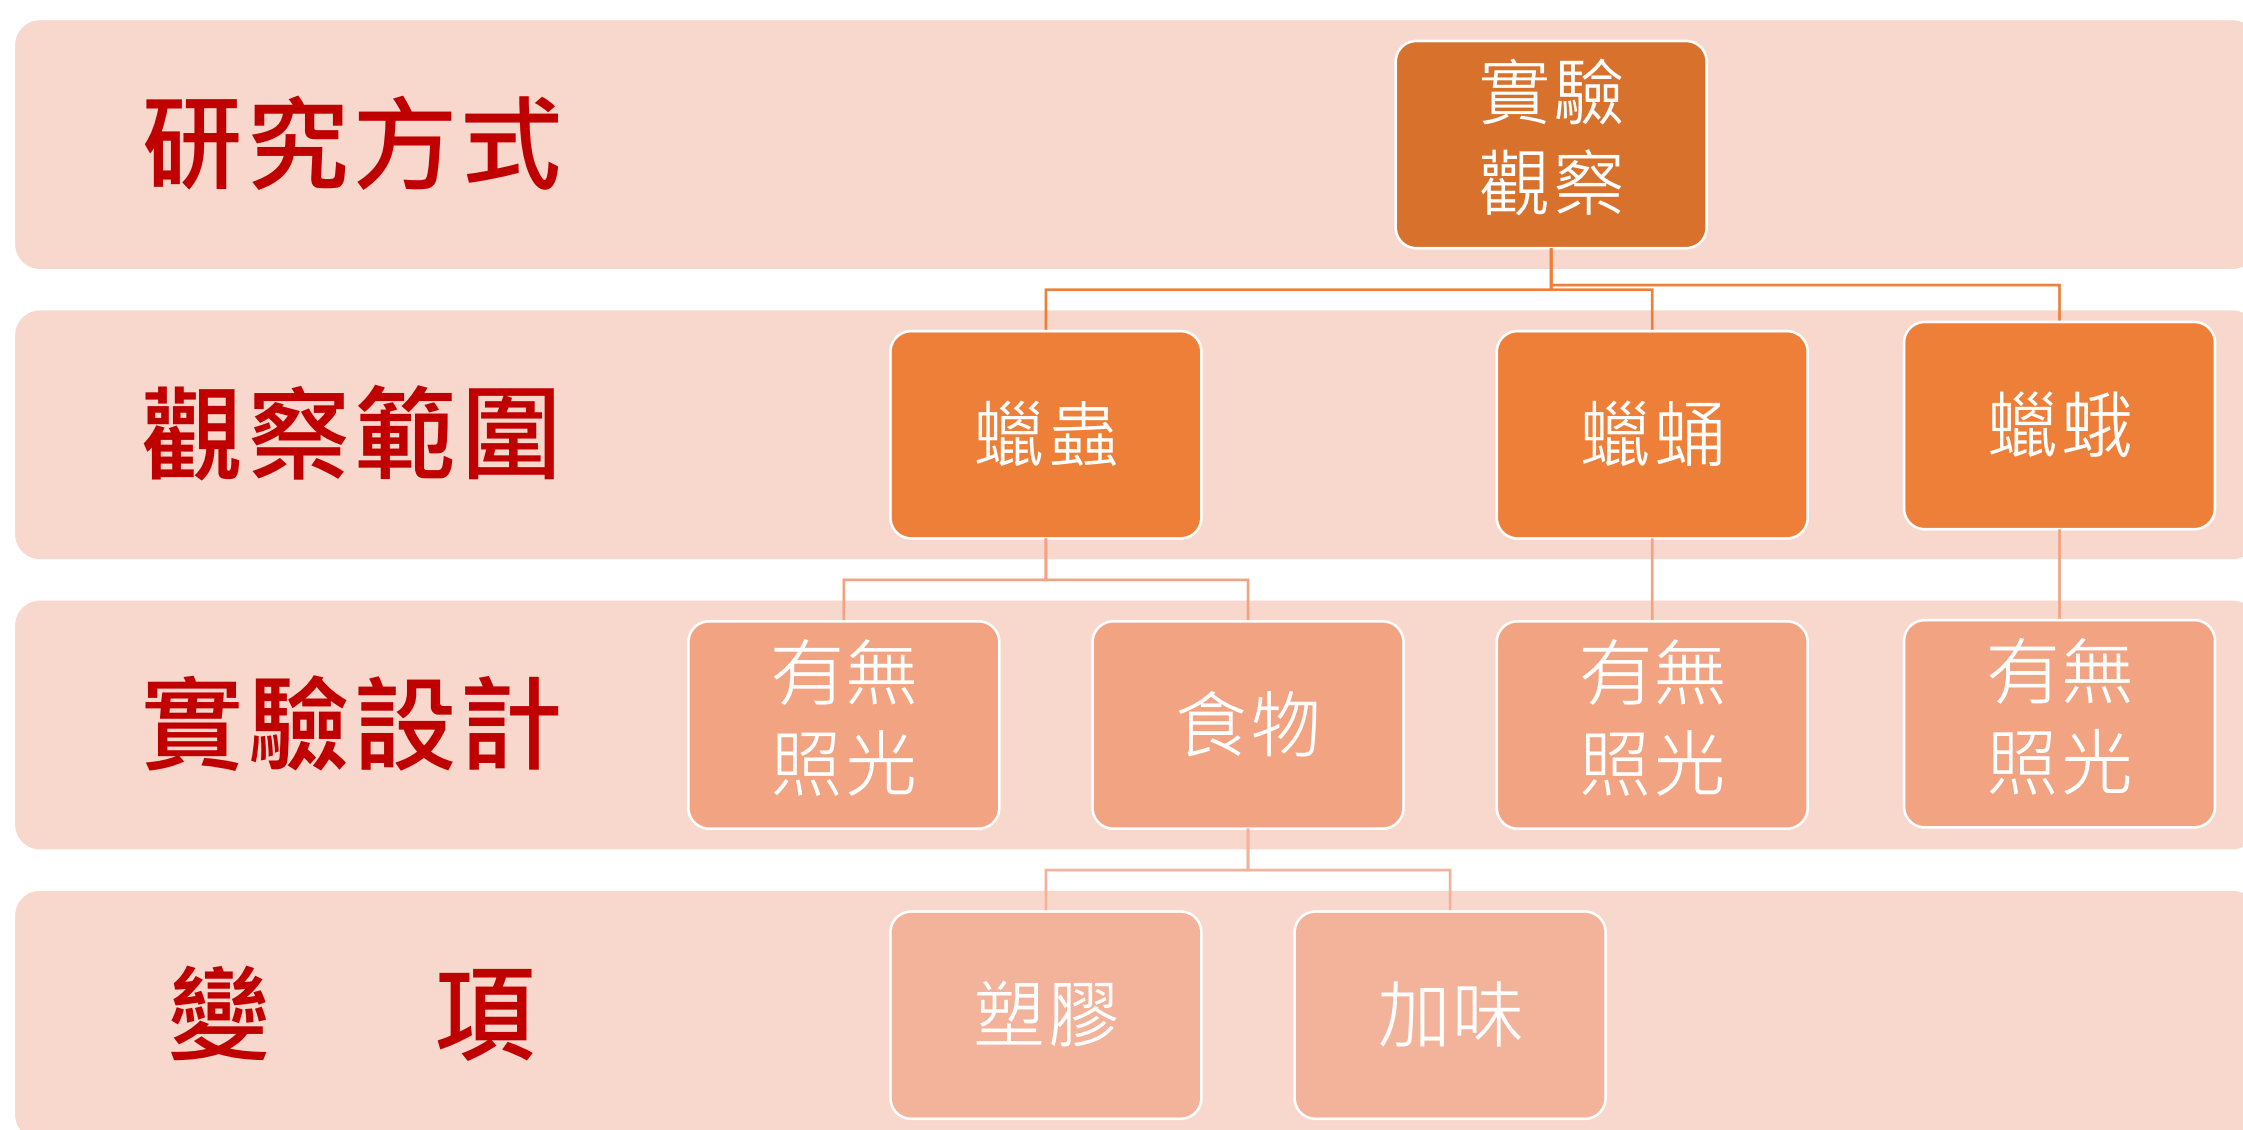 研究方式
實驗
觀察
觀察範圍
蠟蟲
蠟蛹
蠟蛾
實驗設計
有無
照光
食物
有無
照光
有無
照光
變　項
塑膠
加味